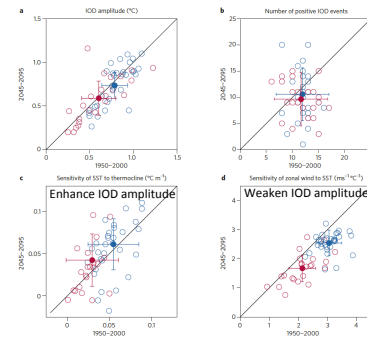 a IOD amplitude (°C)
1.5
1.0
0.5
0
2045–2095
0 0.5 1.0 1.5
1950–2000
b Number of positive IOD events
25
20
15
10
5
0
2045–2095
0 5 10 15 20
1950–2000
c Sensitivity of SST to thermocline (°C m⁻¹)
Enhance IOD amplitude
0.1
0.05
0
2045–2095
0 0.05 0.1
1950–2000
d Sensitivity of zonal wind to SST (ms⁻¹ °C⁻¹)
Weaken IOD amplitude
4
3
2
1
0
2045–2095
0 1 2 3 4
1950–2000